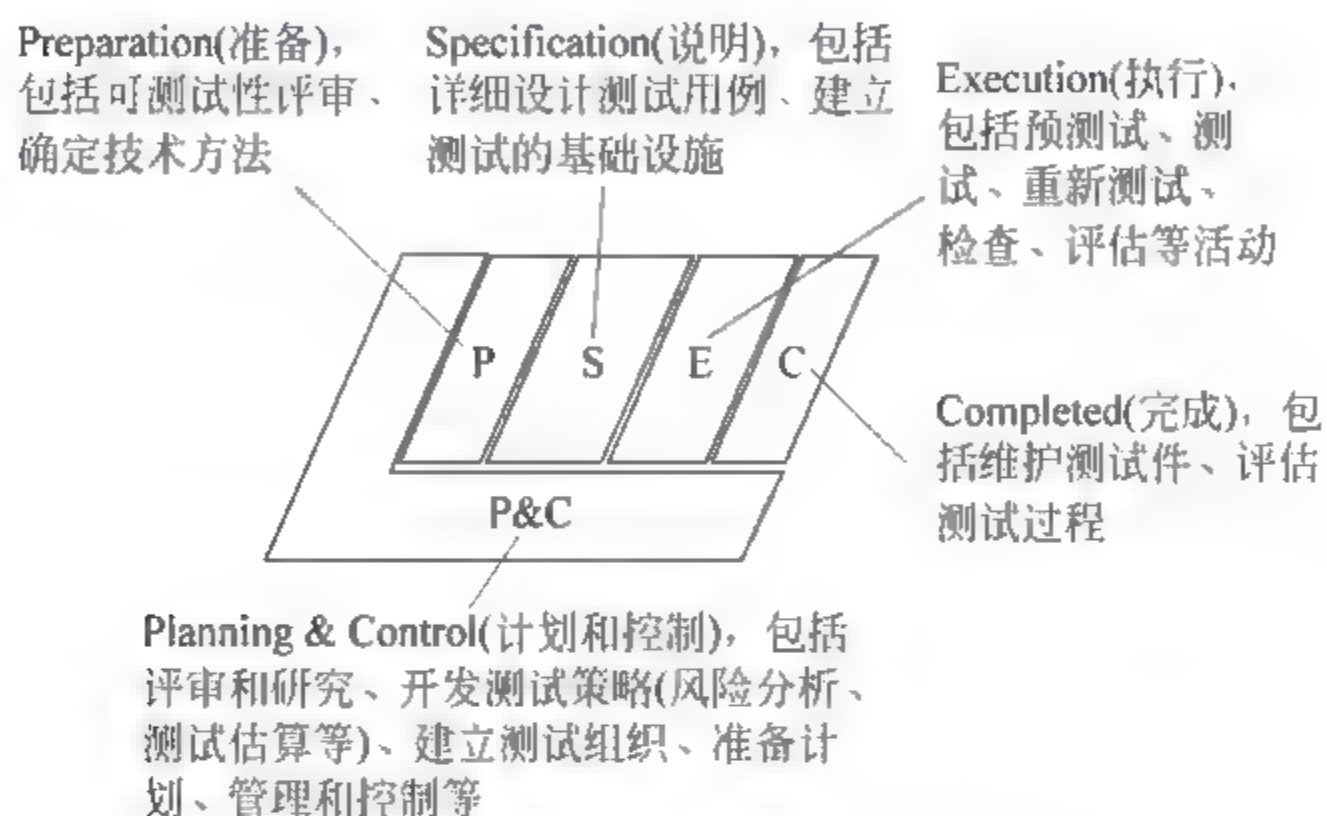 Preparation(准备),
包括可测试性评审、
确定技术方法
Specification(说明)，包括
详细设计测试用例、建立
测试的基础设施
Execution(执行),
包括预测试、测
试、重新测试、
检查、评估等活动
P
S
E
C
Completed(完成)，包
括维护测试件、评估
测试过程
P&C
Planning & Control(计划和控制)，包括
评审和研究、开发测试策略(风险分析、
测试估算等)、建立测试组织、准备计
划、管理和控制等